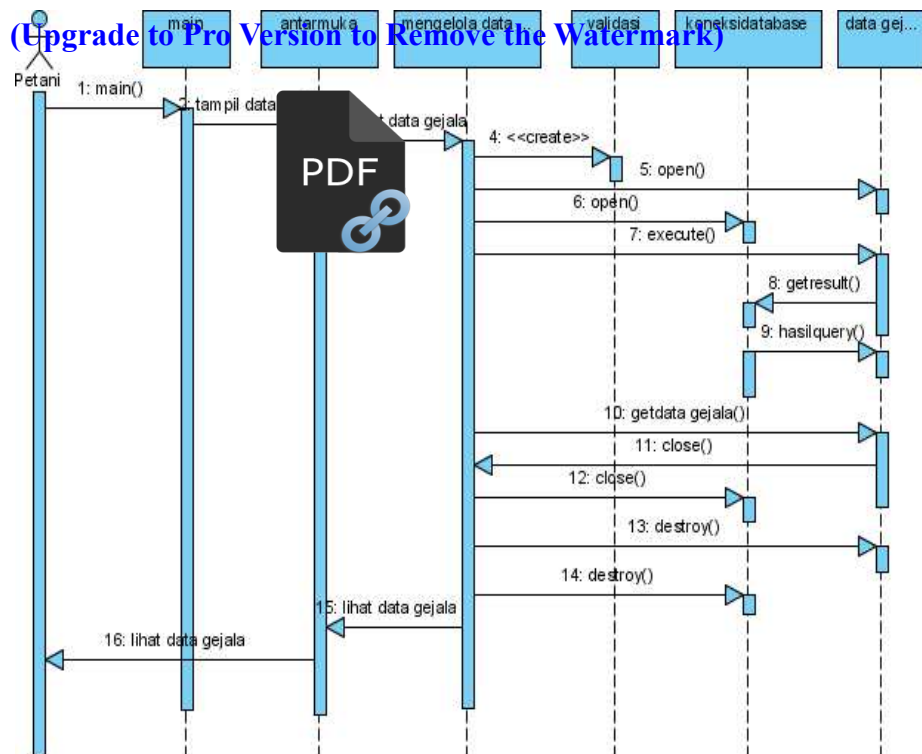 main antarmuka mengelola data ... validasi koneksidatabase data gej...
(Upgrade to Pro Version to Remove the Watermark)
Petani
1: main()
2: tampil data
PDF
data gejala
4: <<create>>
5: open()
6: open()
7: execute()
8: getresult()
9: hasilquery()
10: getdata gejala()
11: close()
12: close()
13: destroy()
14: destroy()
15: lihat data gejala
16: lihat data gejala